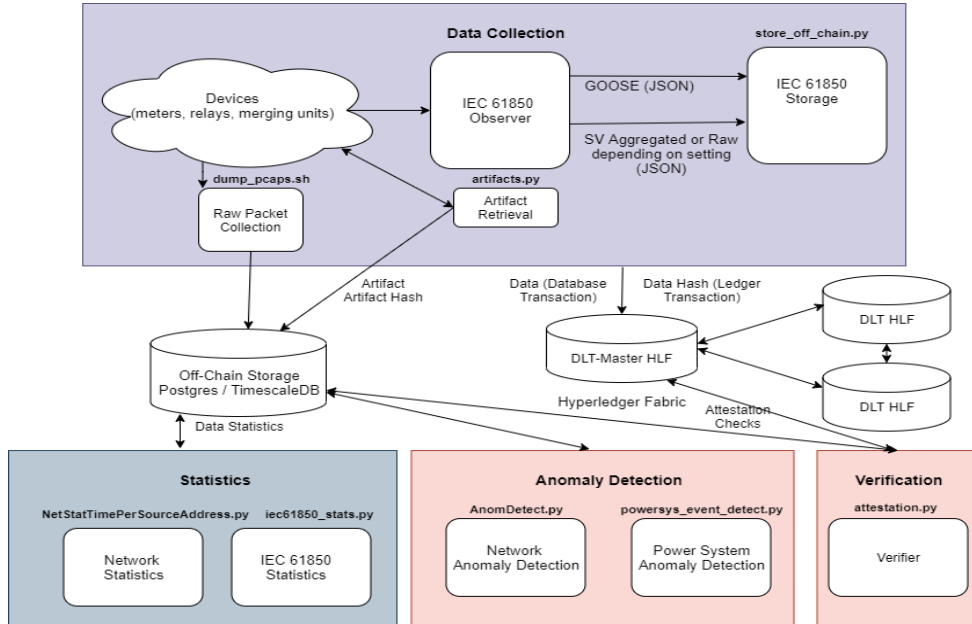 Data Collection
store_off_chain.py
Devices
(meters, relays, merging units)
IEC 61850
Observer
GOOSE (JSON)
SV Aggregated or Raw
depending on setting
(JSON)
IEC 61850
Storage
dump_pcaps.sh
Raw Packet
Collection
artifacts.py
Artifact
Retrieval
Artifact
Artifact Hash
Data (Database
Transaction)
Data Hash (Ledger
Transaction)
DLT HLF
DLT-Master HLF
DLT HLF
Off-Chain Storage
Postgres / TimescaleDB
Hyperledger Fabric
Attestation
Checks
Data Statistics
Statistics
NetStatTimePerSourceAddress.py
iec61850_stats.py
Network
Statistics
IEC 61850
Statistics
Anomaly Detection
AnomDetect.py
powersys_event_detect.py
Network
Anomaly Detection
Power System
Anomaly Detection
Verification
attestation.py
Verifier